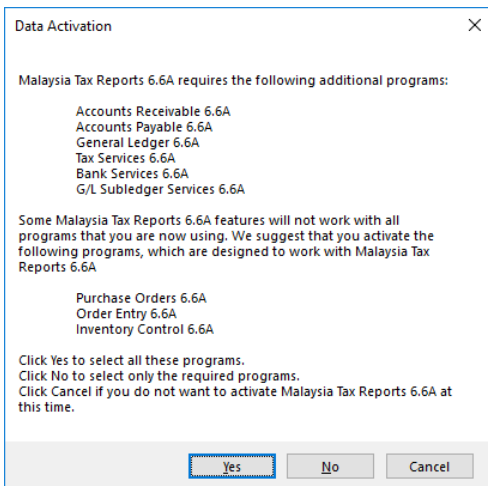 Data Activation
Malaysia Tax Reports 6.6A requires the following additional programs:
Accounts Receivable 6.6A
Accounts Payable 6.6A
General Ledger 6.6A
Tax Services 6.6A
Bank Services 6.6A
G/L Subledger Services 6.6A
Some Malaysia Tax Reports 6.6A features will not work with all
programs that you are now using. We suggest that you activate the
following programs, which are designed to work with Malaysia Tax
Reports 6.6A
Purchase Orders 6.6A
Order Entry 6.6A
Inventory Control 6.6A
Click Yes to select all these programs.
Click No to select only the required programs.
Click Cancel if you do not want to activate Malaysia Tax Reports 6.6A at
this time.
Yes No Cancel